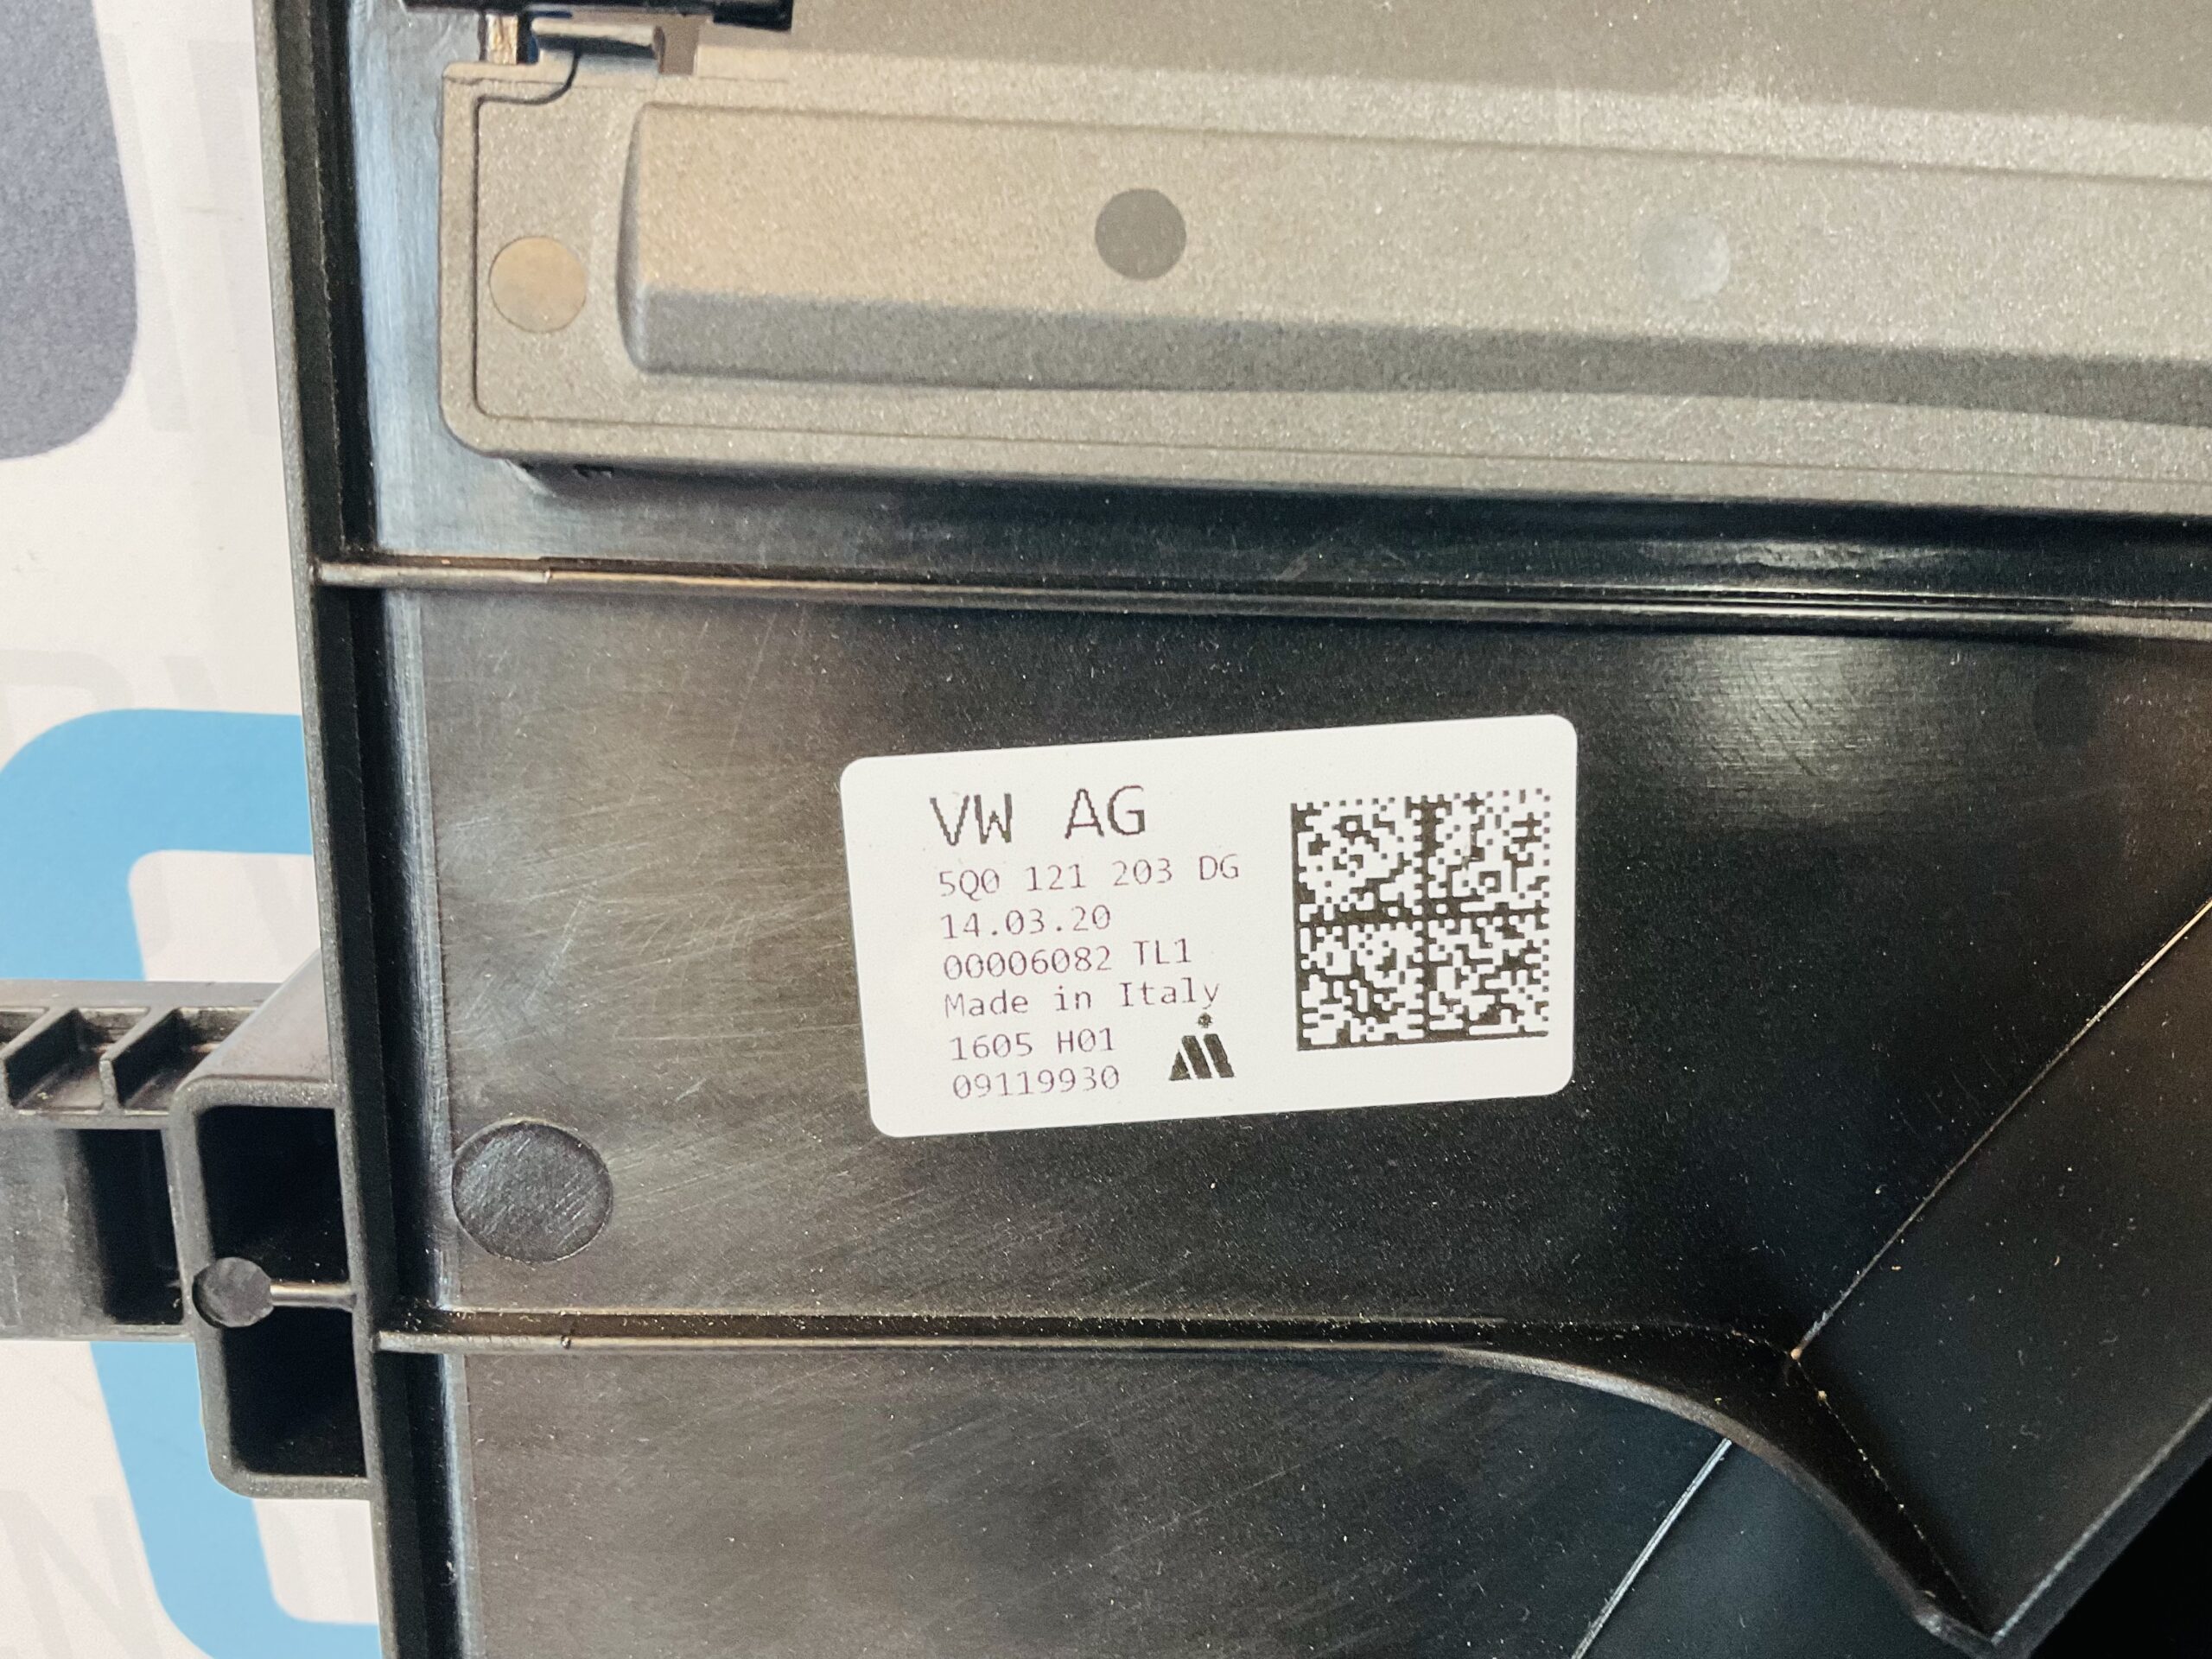 VW AG
5Q0 121 203 DG
14.03.20
00006082 TL1
Made in Italy
1605 H01
09119930